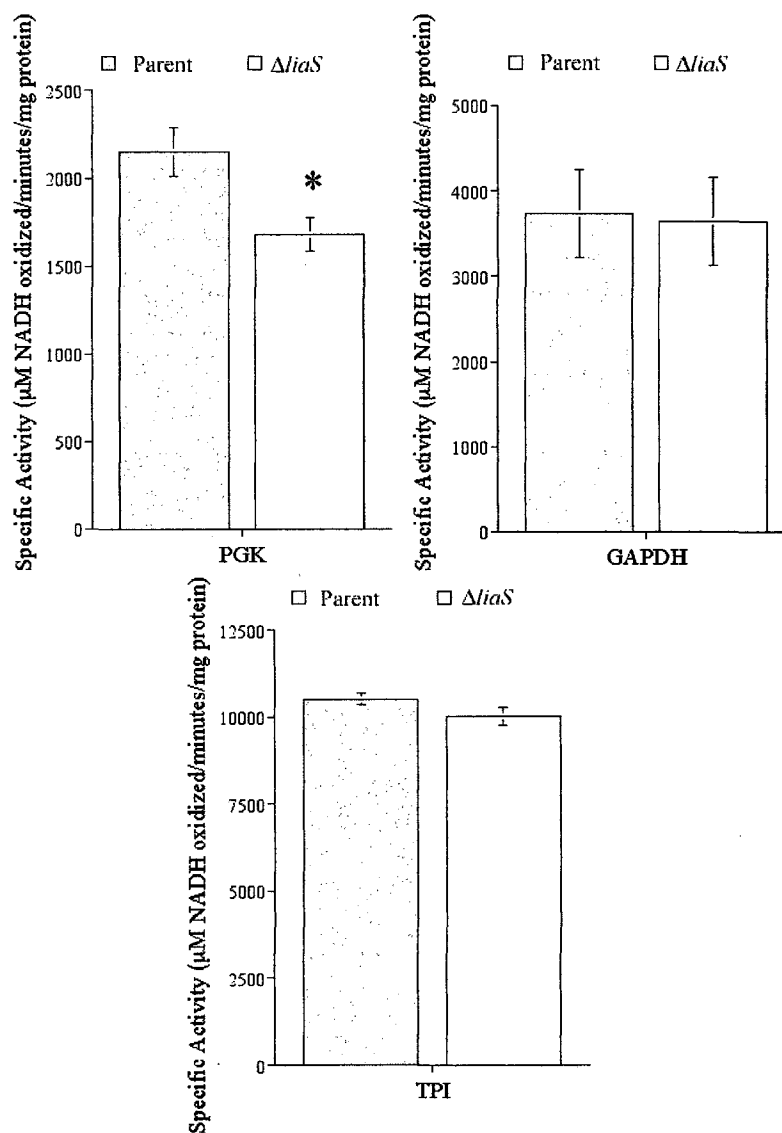 Parent ΔliaS
Specific Activity (µM NADH oxidized/minutes/mg protein)
2500
2000
1500
1000
500
0
*
PGK
Parent ΔliaS
Specific Activity (µM NADH oxidized/minutes/mg protein)
5000
4000
3000
2000
1000
0
GAPDH
Parent ΔliaS
Specific Activity (µM NADH oxidized/minutes/mg protein)
12500
10000
7500
5000
2500
0
TPI